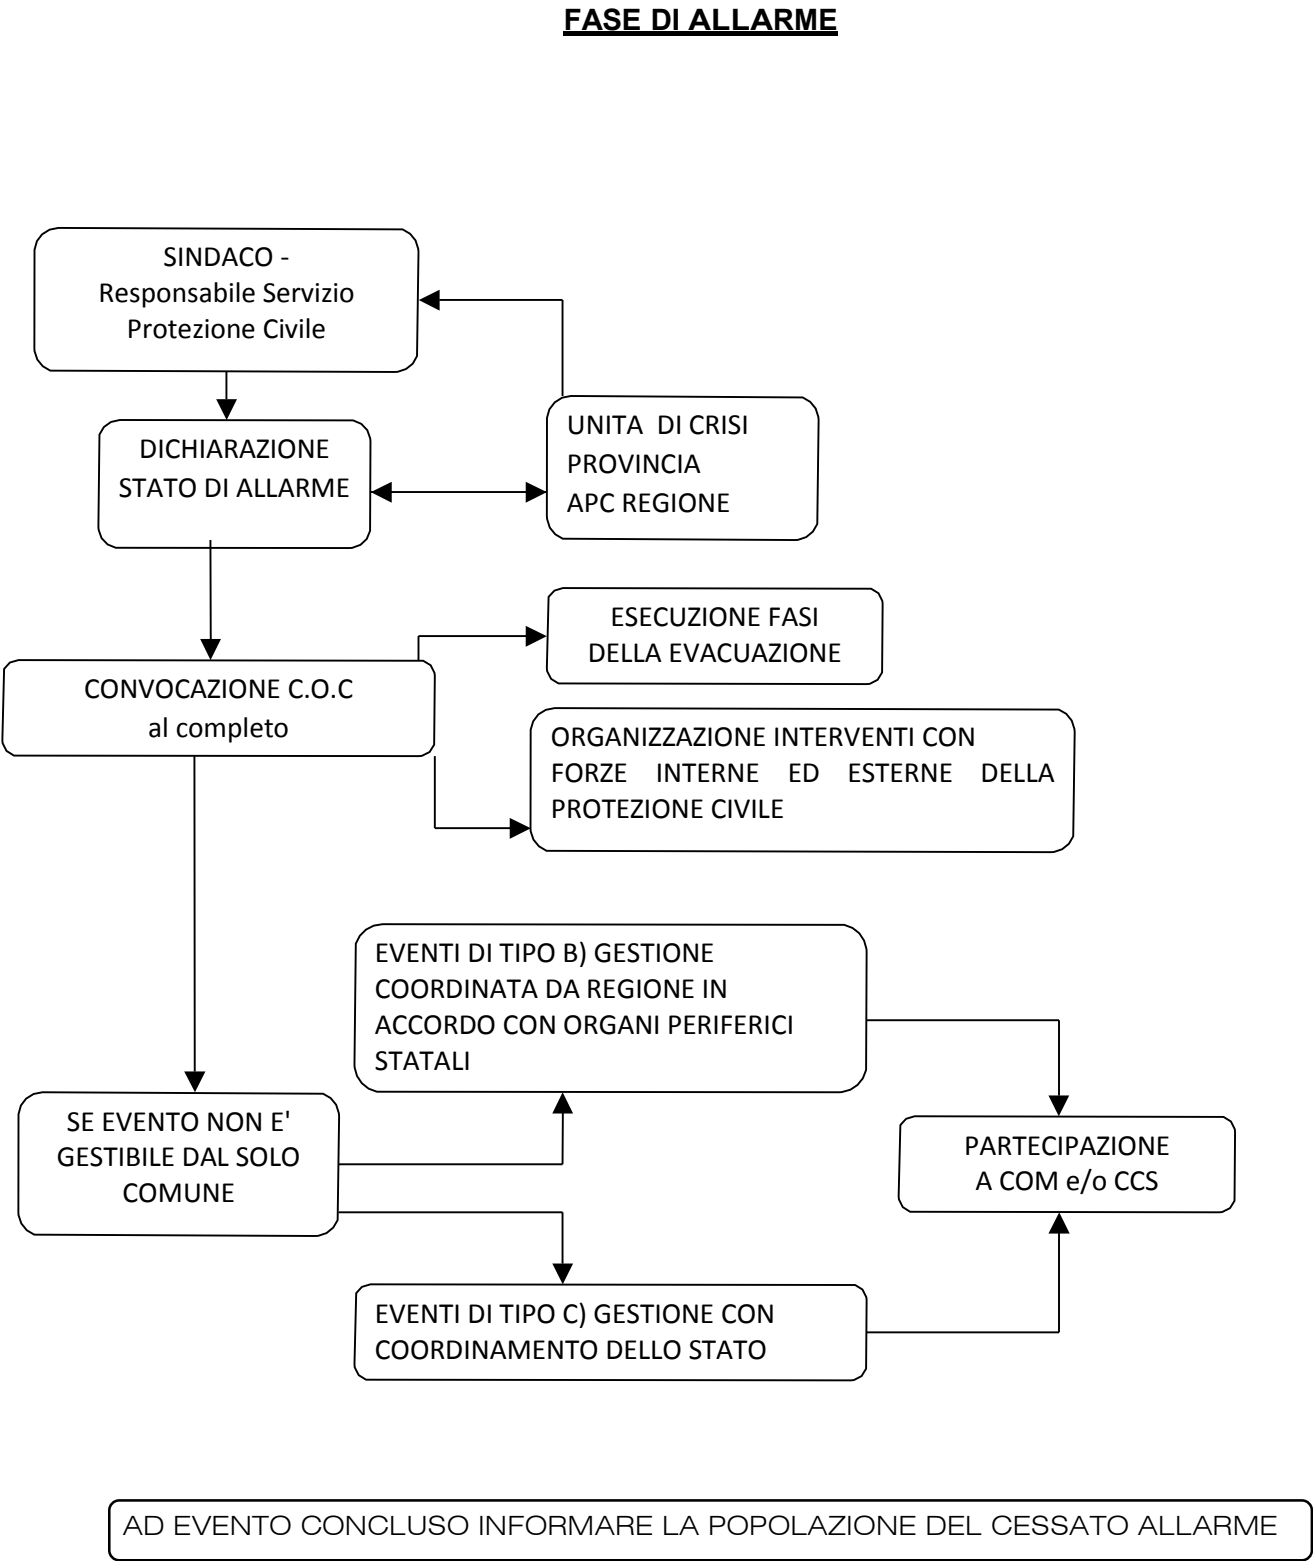 FASE DI ALLARME
SINDACO -
Responsabile Servizio
Protezione Civile
DICHIARAZIONE
STATO DI ALLARME
UNITA DI CRISI
PROVINCIA
APC REGIONE
ESECUZIONE FASI
DELLA EVACUAZIONE
CONVOCAZIONE C.O.C
al completo
ORGANIZZAZIONE INTERVENTI CON
FORZE INTERNE ED ESTERNE DELLA
PROTEZIONE CIVILE
EVENTI DI TIPO B) GESTIONE
COORDINATA DA REGIONE IN
ACCORDO CON ORGANI PERIFERICI
STATALI
SE EVENTO NON E'
GESTIBILE DAL SOLO
COMUNE
PARTECIPAZIONE
A COM e/o CCS
EVENTI DI TIPO C) GESTIONE CON
COORDINAMENTO DELLO STATO
AD EVENTO CONCLUSO INFORMARE LA POPOLAZIONE DEL CESSATO ALLARME